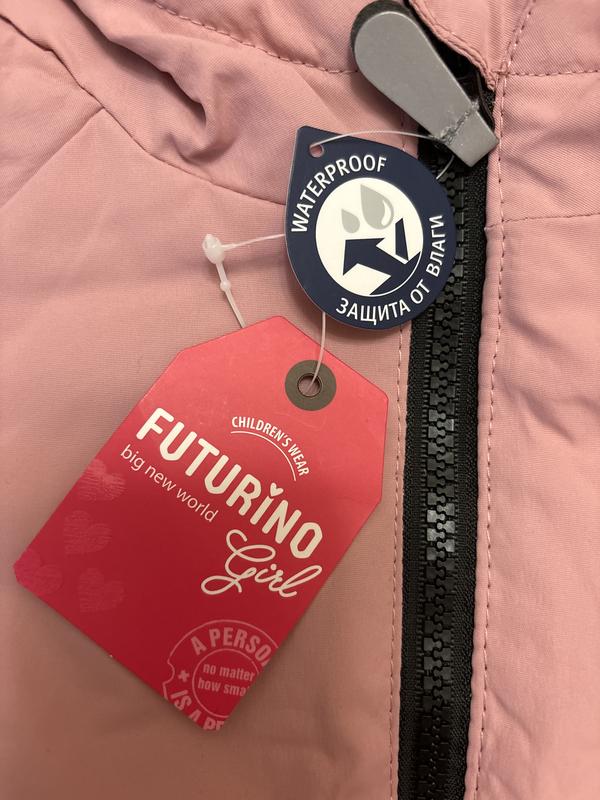 WATERPROOF
ЗАЩИТА ОТ ВЛАГИ
CHILDREN'S WEAR
FUTURINO
big new world
Girl
A PERSO
no matter
how sma
IS A PE